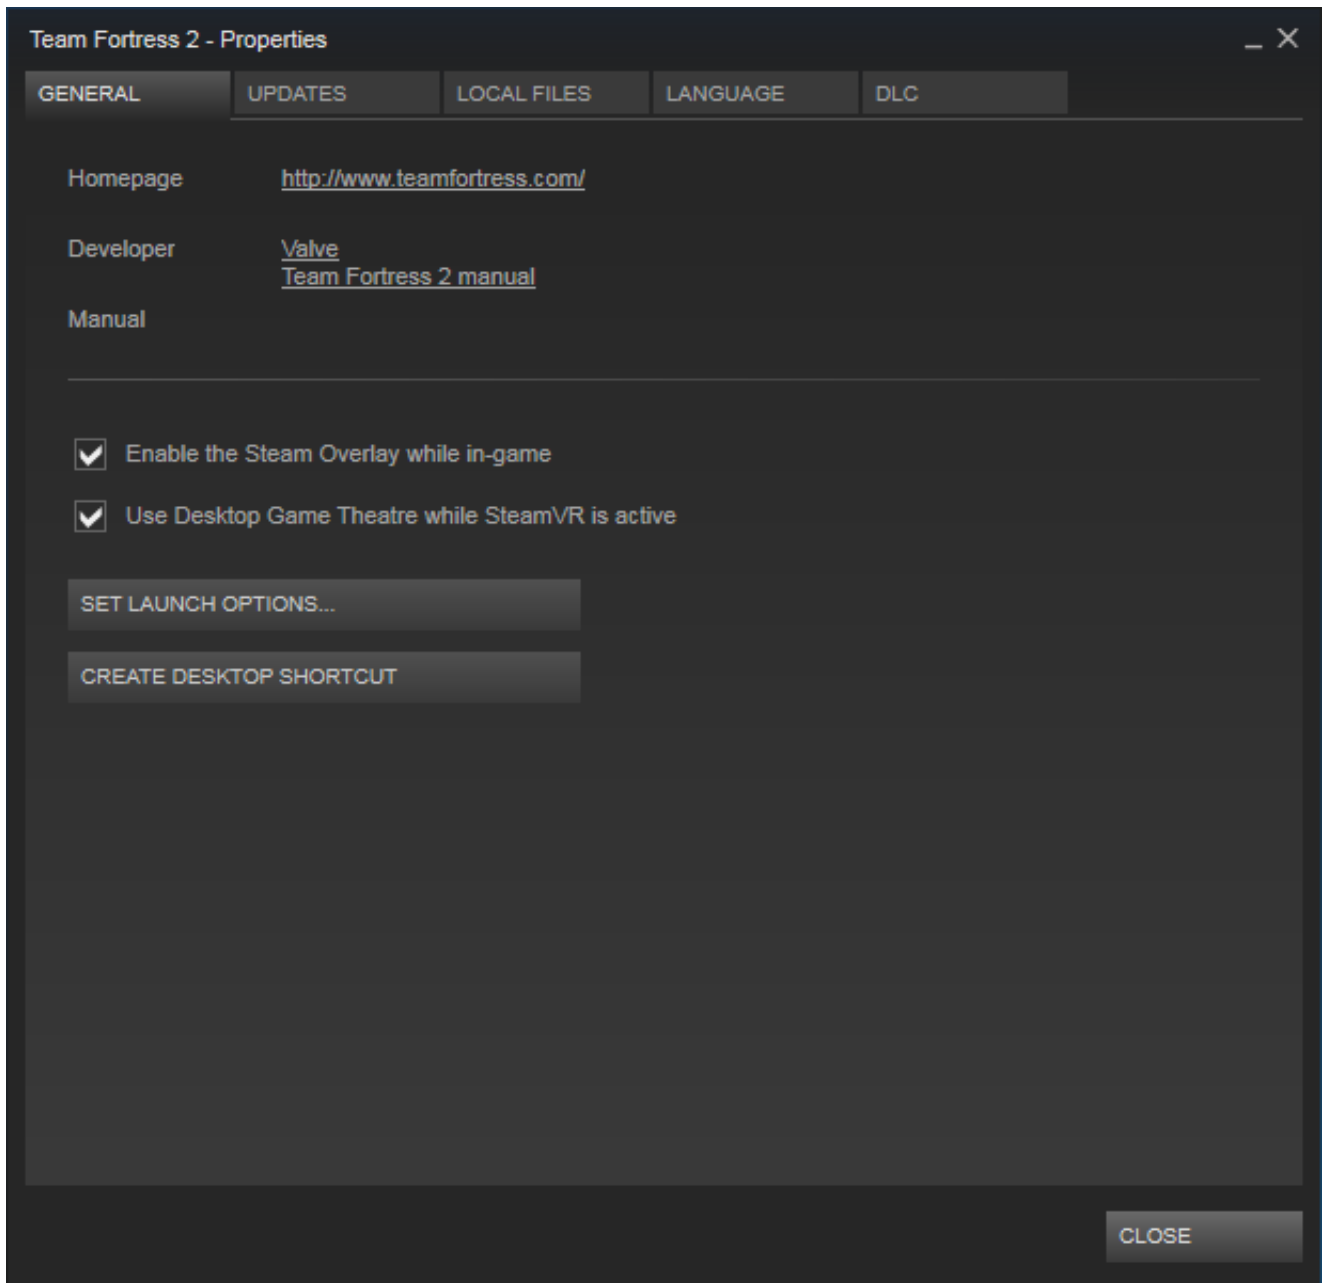 Team Fortress 2 - Properties
GENERAL UPDATES LOCAL FILES LANGUAGE DLC
Homepage http://www.teamfortress.com/
Developer Valve
Team Fortress 2 manual
Manual
Enable the Steam Overlay while in-game
Use Desktop Game Theatre while SteamVR is active
SET LAUNCH OPTIONS...
CREATE DESKTOP SHORTCUT
CLOSE